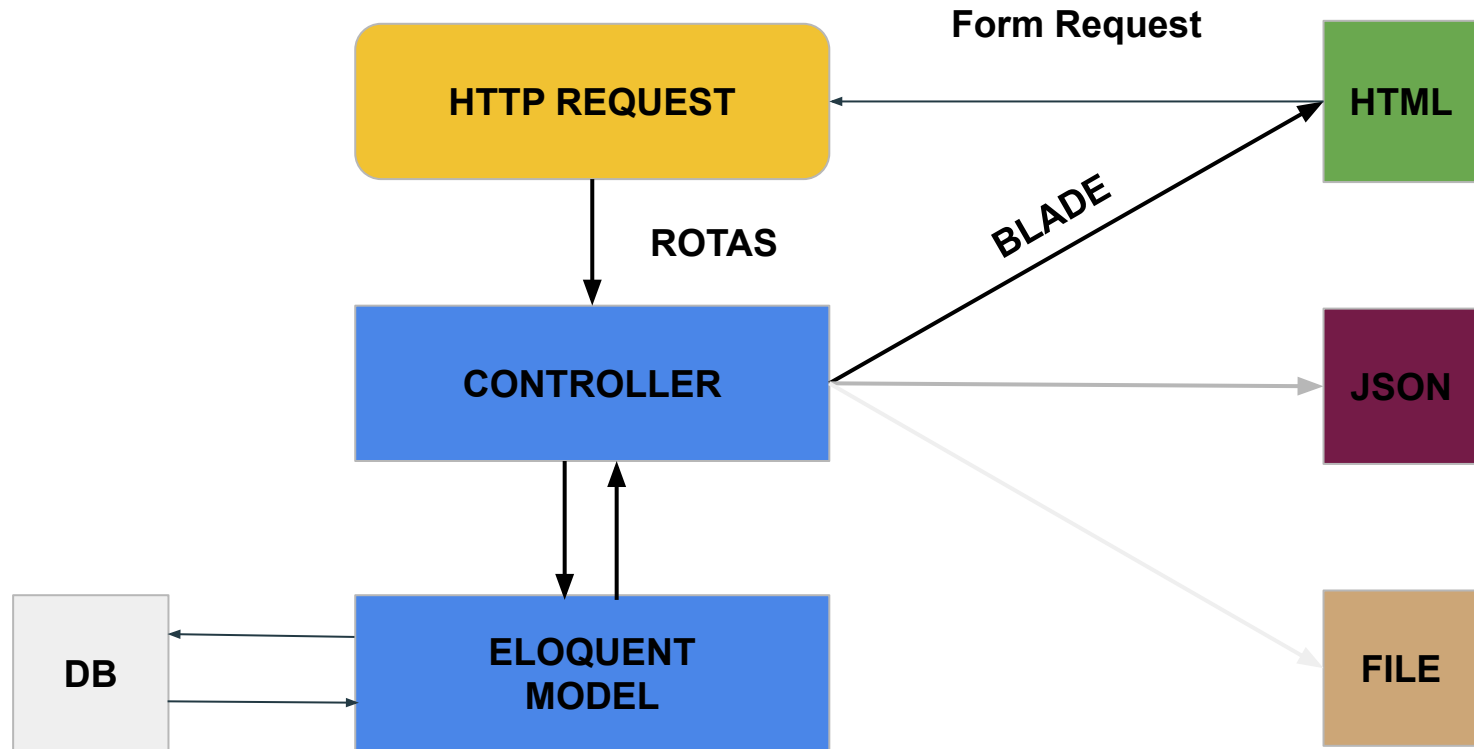 Form Request
HTTP REQUEST
HTML
BLADE
ROTAS
CONTROLLER
JSON
DB
ELOQUENT
MODEL
FILE